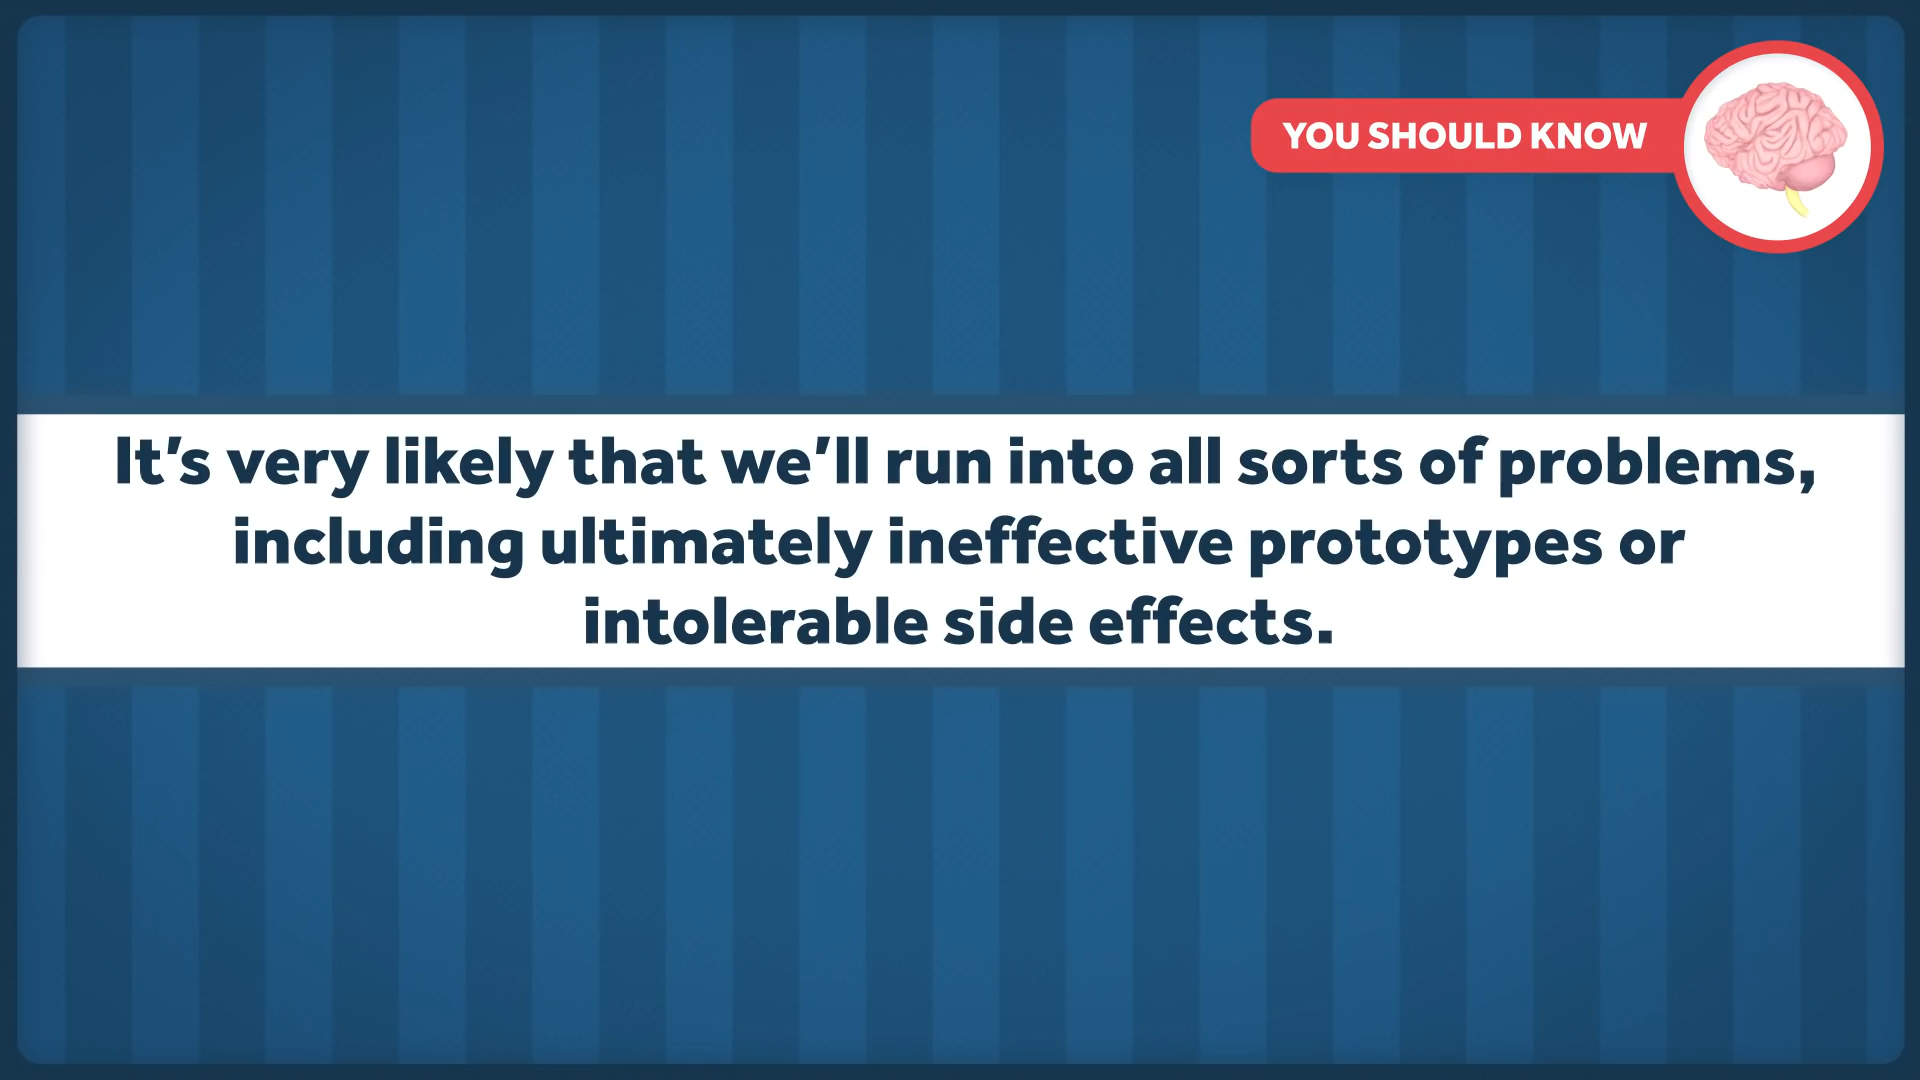 YOU SHOULD KNOW
It’s very likely that we’ll run into all sorts of problems,
including ultimately ineffective prototypes or
intolerable side effects.